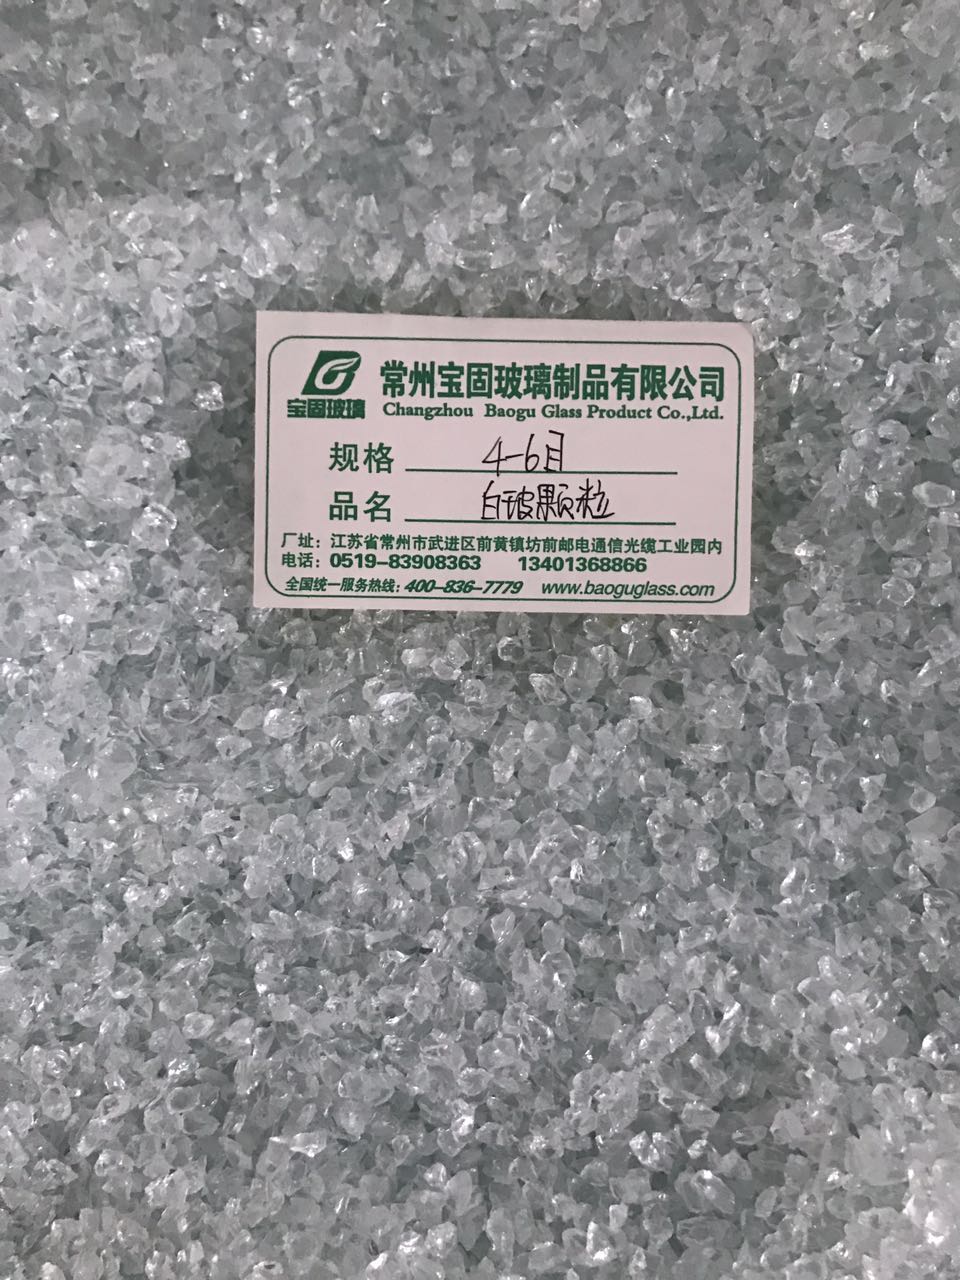 常州宝固玻璃制品有限公司
宝固玻璃 Changzhou Baogu Glass Product Co.,Ltd.
规格 4-6目
品名 白玻颗粒
厂址：江苏省常州市武进区前黄镇坊前邮电通信光缆工业园内
电话：0519-83908363 13401368866
全国统一服务热线：400-836-7779 www.baoguglass.com